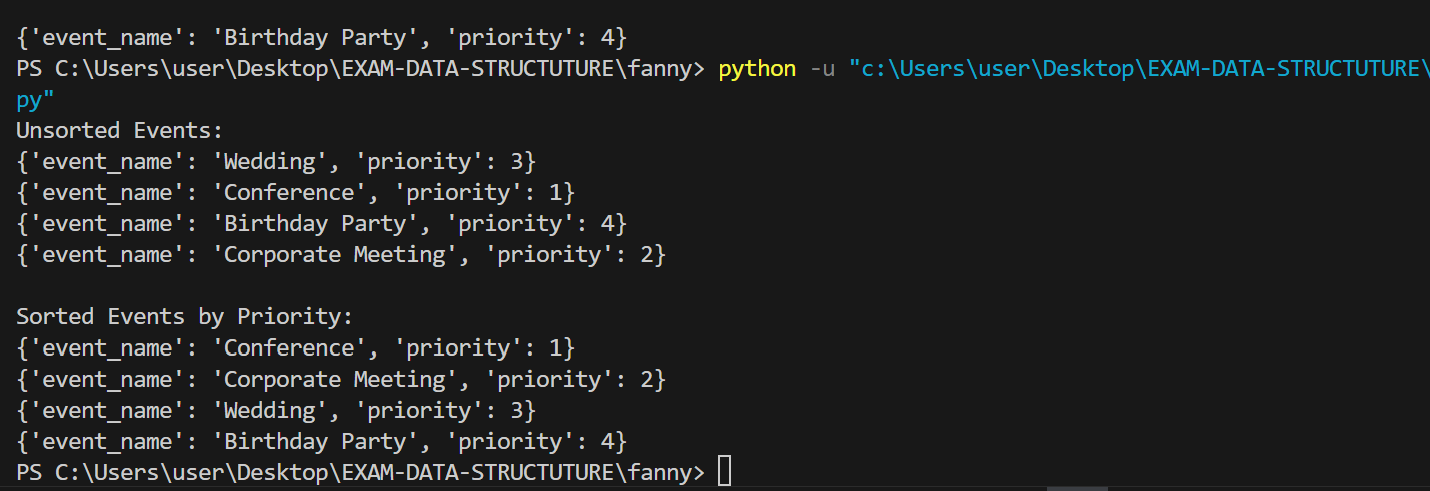 {'event_name': 'Birthday Party', 'priority': 4}
PS C:\Users\user\Desktop\EXAM-DATA-STRUCTUTURE\fanny> python -u "c:\Users\user\Desktop\EXAM-DATA-STRUCTUTURE\
py"
Unsorted Events:
{'event_name': 'Wedding', 'priority': 3}
{'event_name': 'Conference', 'priority': 1}
{'event_name': 'Birthday Party', 'priority': 4}
{'event_name': 'Corporate Meeting', 'priority': 2}
Sorted Events by Priority:
{'event_name': 'Conference', 'priority': 1}
{'event_name': 'Corporate Meeting', 'priority': 2}
{'event_name': 'Wedding', 'priority': 3}
{'event_name': 'Birthday Party', 'priority': 4}
PS C:\Users\user\Desktop\EXAM-DATA-STRUCTUTURE\fanny>